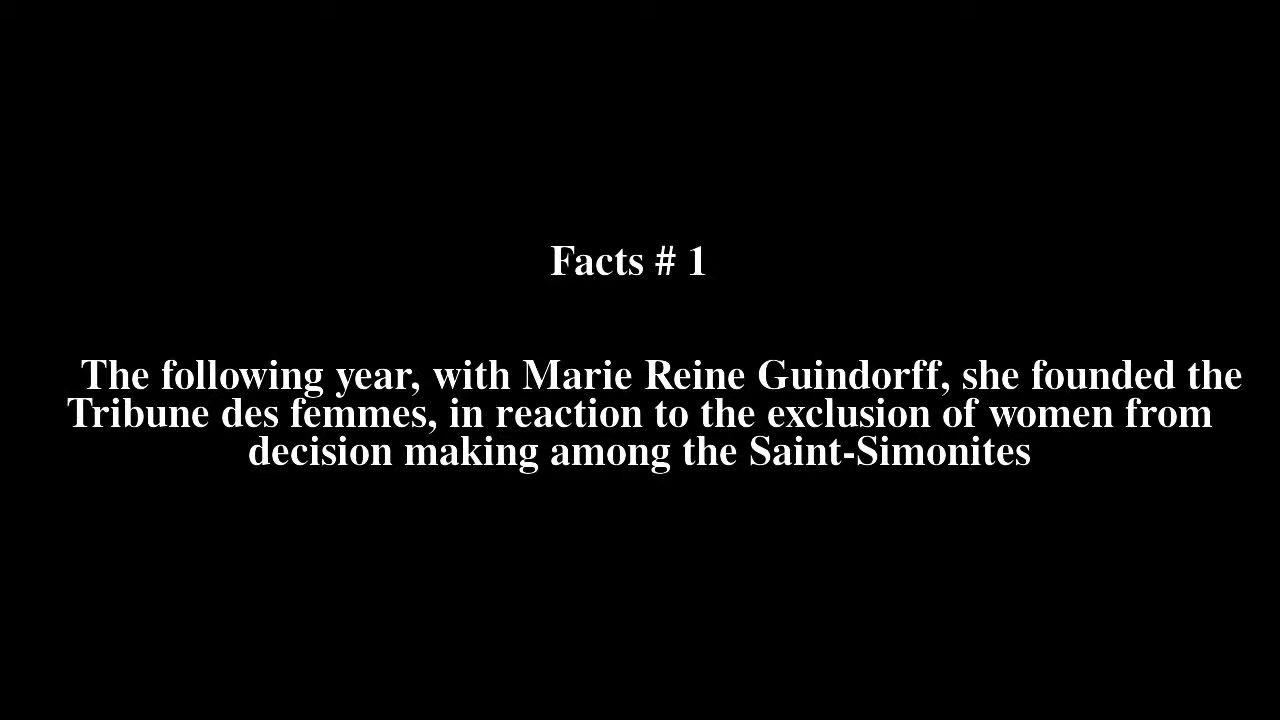 Facts # 1
The following year, with Marie Reine Guindorff, she founded the
Tribune des femmes, in reaction to the exclusion of women from
decision making among the Saint-Simonites